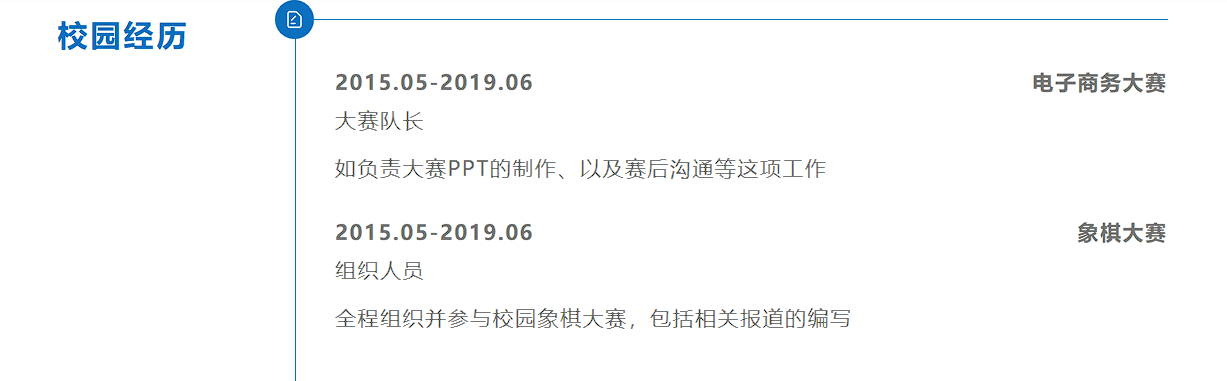 校园经历
2015.05-2019.06 电子商务大赛
大赛队长
如负责大赛PPT的制作、以及赛后沟通等这项工作
2015.05-2019.06 象棋大赛
组织人员
全程组织并参与校园象棋大赛，包括相关报道的编写